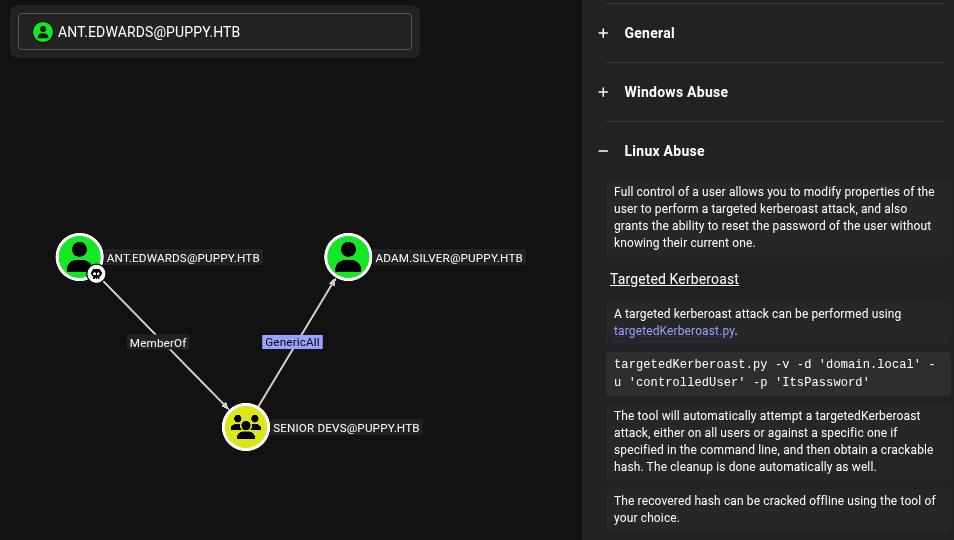 ANT.EDWARDS@PUPPY.HTB
ANT.EDWARDS@PUPPY.HTB
ADAM.SILVER@PUPPY.HTB
MemberOf
GenericAll
SENIOR DEVS@PUPPY.HTB
+ General
+ Windows Abuse
− Linux Abuse
Full control of a user allows you to modify properties of the
user to perform a targeted kerberoast attack, and also
grants the ability to reset the password of the user without
knowing their current one.
Targeted Kerberoast
A targeted kerberoast attack can be performed using
targetedKerberoast.py.
targetedKerberoast.py -v -d 'domain.local' -
u 'controlledUser' -p 'ItsPassword'
The tool will automatically attempt a targetedKerberoast
attack, either on all users or against a specific one if
specified in the command line, and then obtain a crackable
hash. The cleanup is done automatically as well.
The recovered hash can be cracked offline using the tool of
your choice.